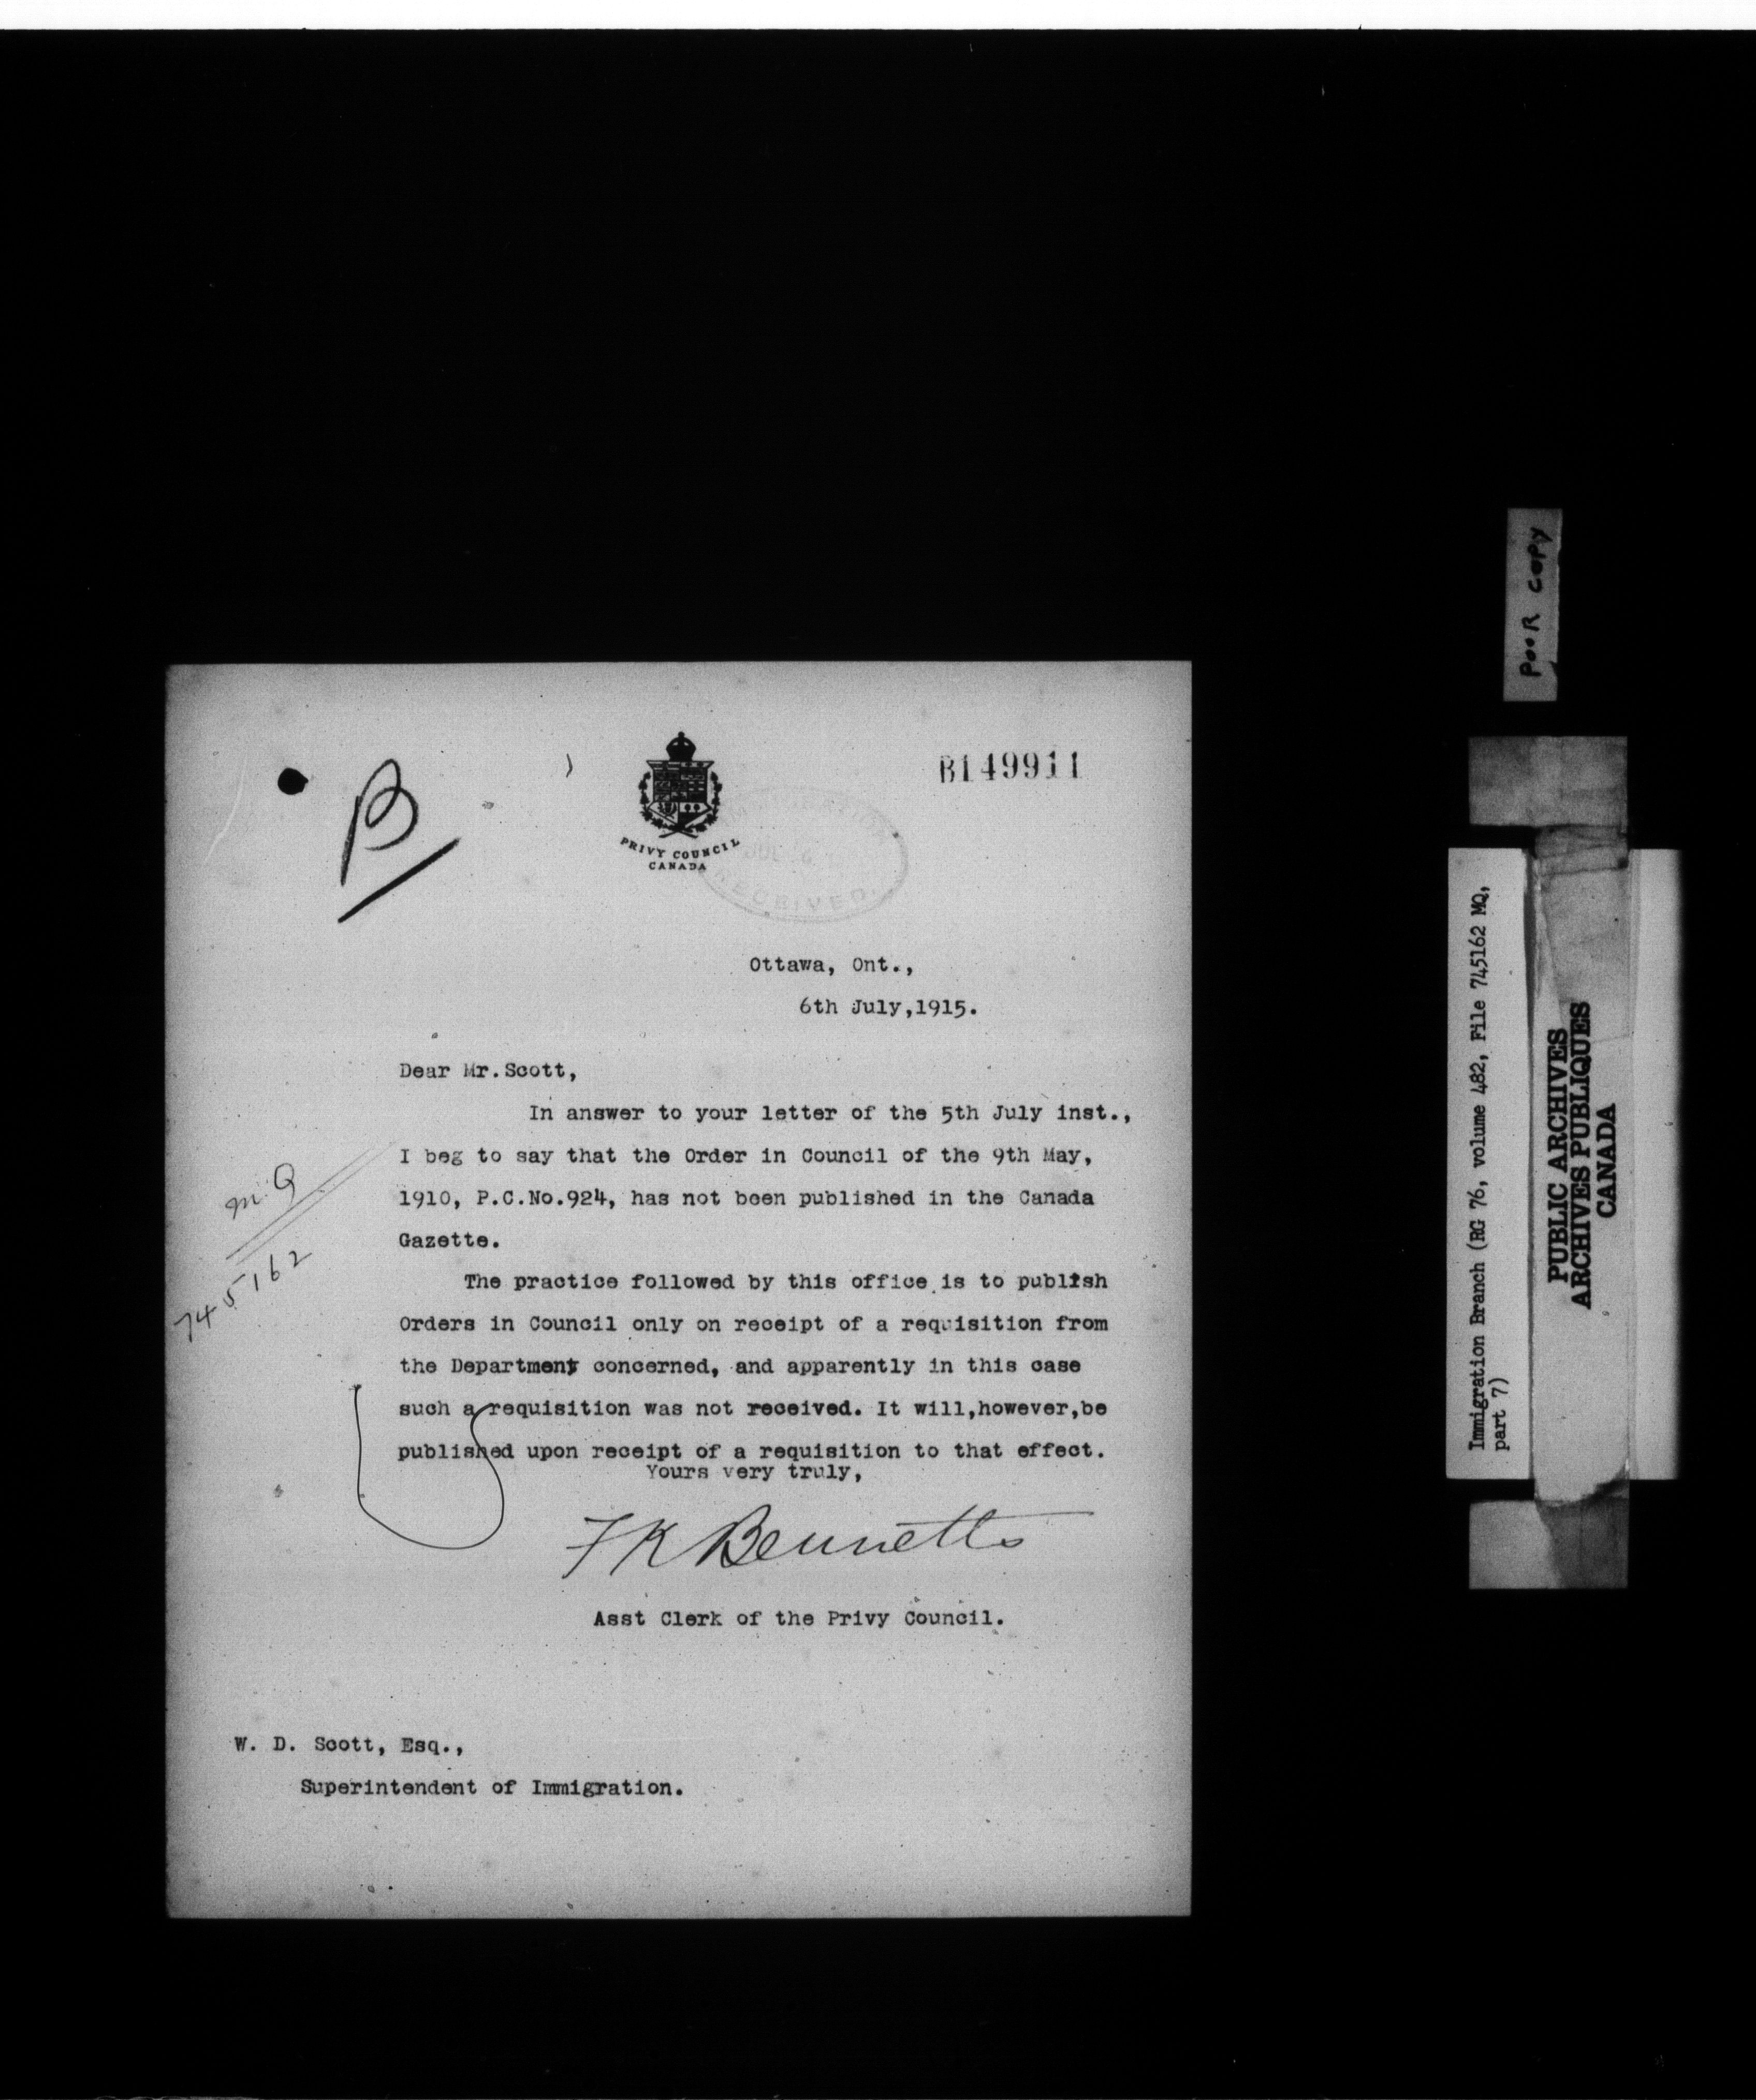 B
B149911
PRIVY COUNCIL
CANADA
JUL 6
RECEIVED
Ottawa, Ont.,
6th July,1915.
Dear Mr.Scott,
In answer to your letter of the 5th July inst.,
I beg to say that the Order in Council of the 9th May,
1910, P.C.No.924, has not been published in the Canada
Gazette.
The practice followed by this office is to publish
Orders in Council only on receipt of a requisition from
the Department concerned, and apparently in this case
such a requisition was not received. It will,however,be
published upon receipt of a requisition to that effect.
Yours very truly,
F K Bennetts
Asst Clerk of the Privy Council.
W. D. Scott, Esq.,
Superintendent of Immigration.
M.Q
745162
POOR COPY
Immigration Branch (RG 76, volume 482, File 745162 MQ,
part 7)
PUBLIC ARCHIVES
ARCHIVES PUBLIQUES
CANADA